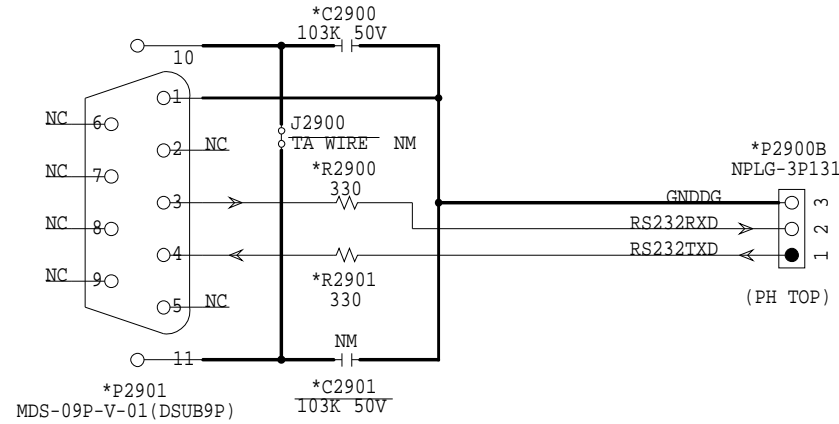 *C2900
103K 50V
10
1
J2900
TA WIRE NM
NC 6
2 NC
*R2900
330
*P2900B
NPLG-3P131
NC 7
3
GNDDG
3
NC 8
RS232RXD
2
4
RS232TXD
1
NC 9
*R2901
330
(PH TOP)
5 NC
NM
11
*P2901
MDS-09P-V-01(DSUB9P)
*C2901
103K 50V